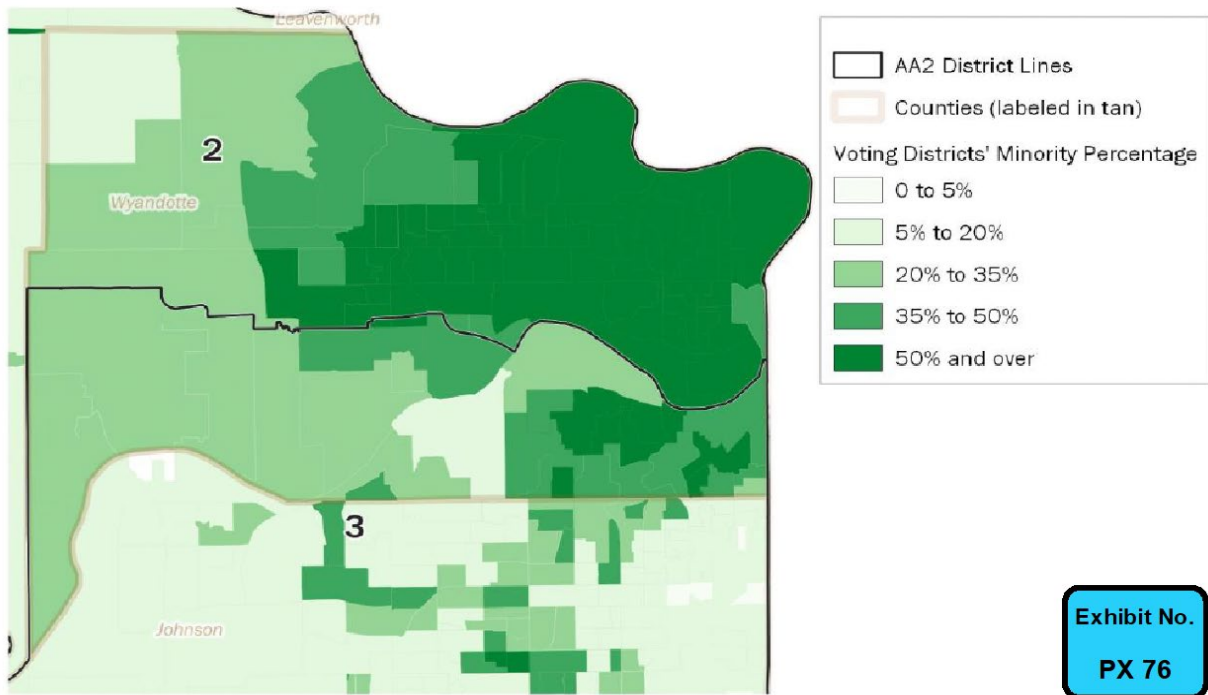 Leavenworth
2
Wyandotte
3
Johnson
AA2 District Lines
Counties (labeled in tan)
Voting Districts' Minority Percentage
0 to 5%
5% to 20%
20% to 35%
35% to 50%
50% and over
Exhibit No.
PX 76